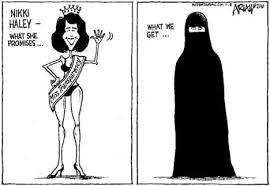 NIKKI
HALEY –
WHAT SHE
PROMISES ...
WHAT WE
GET ...